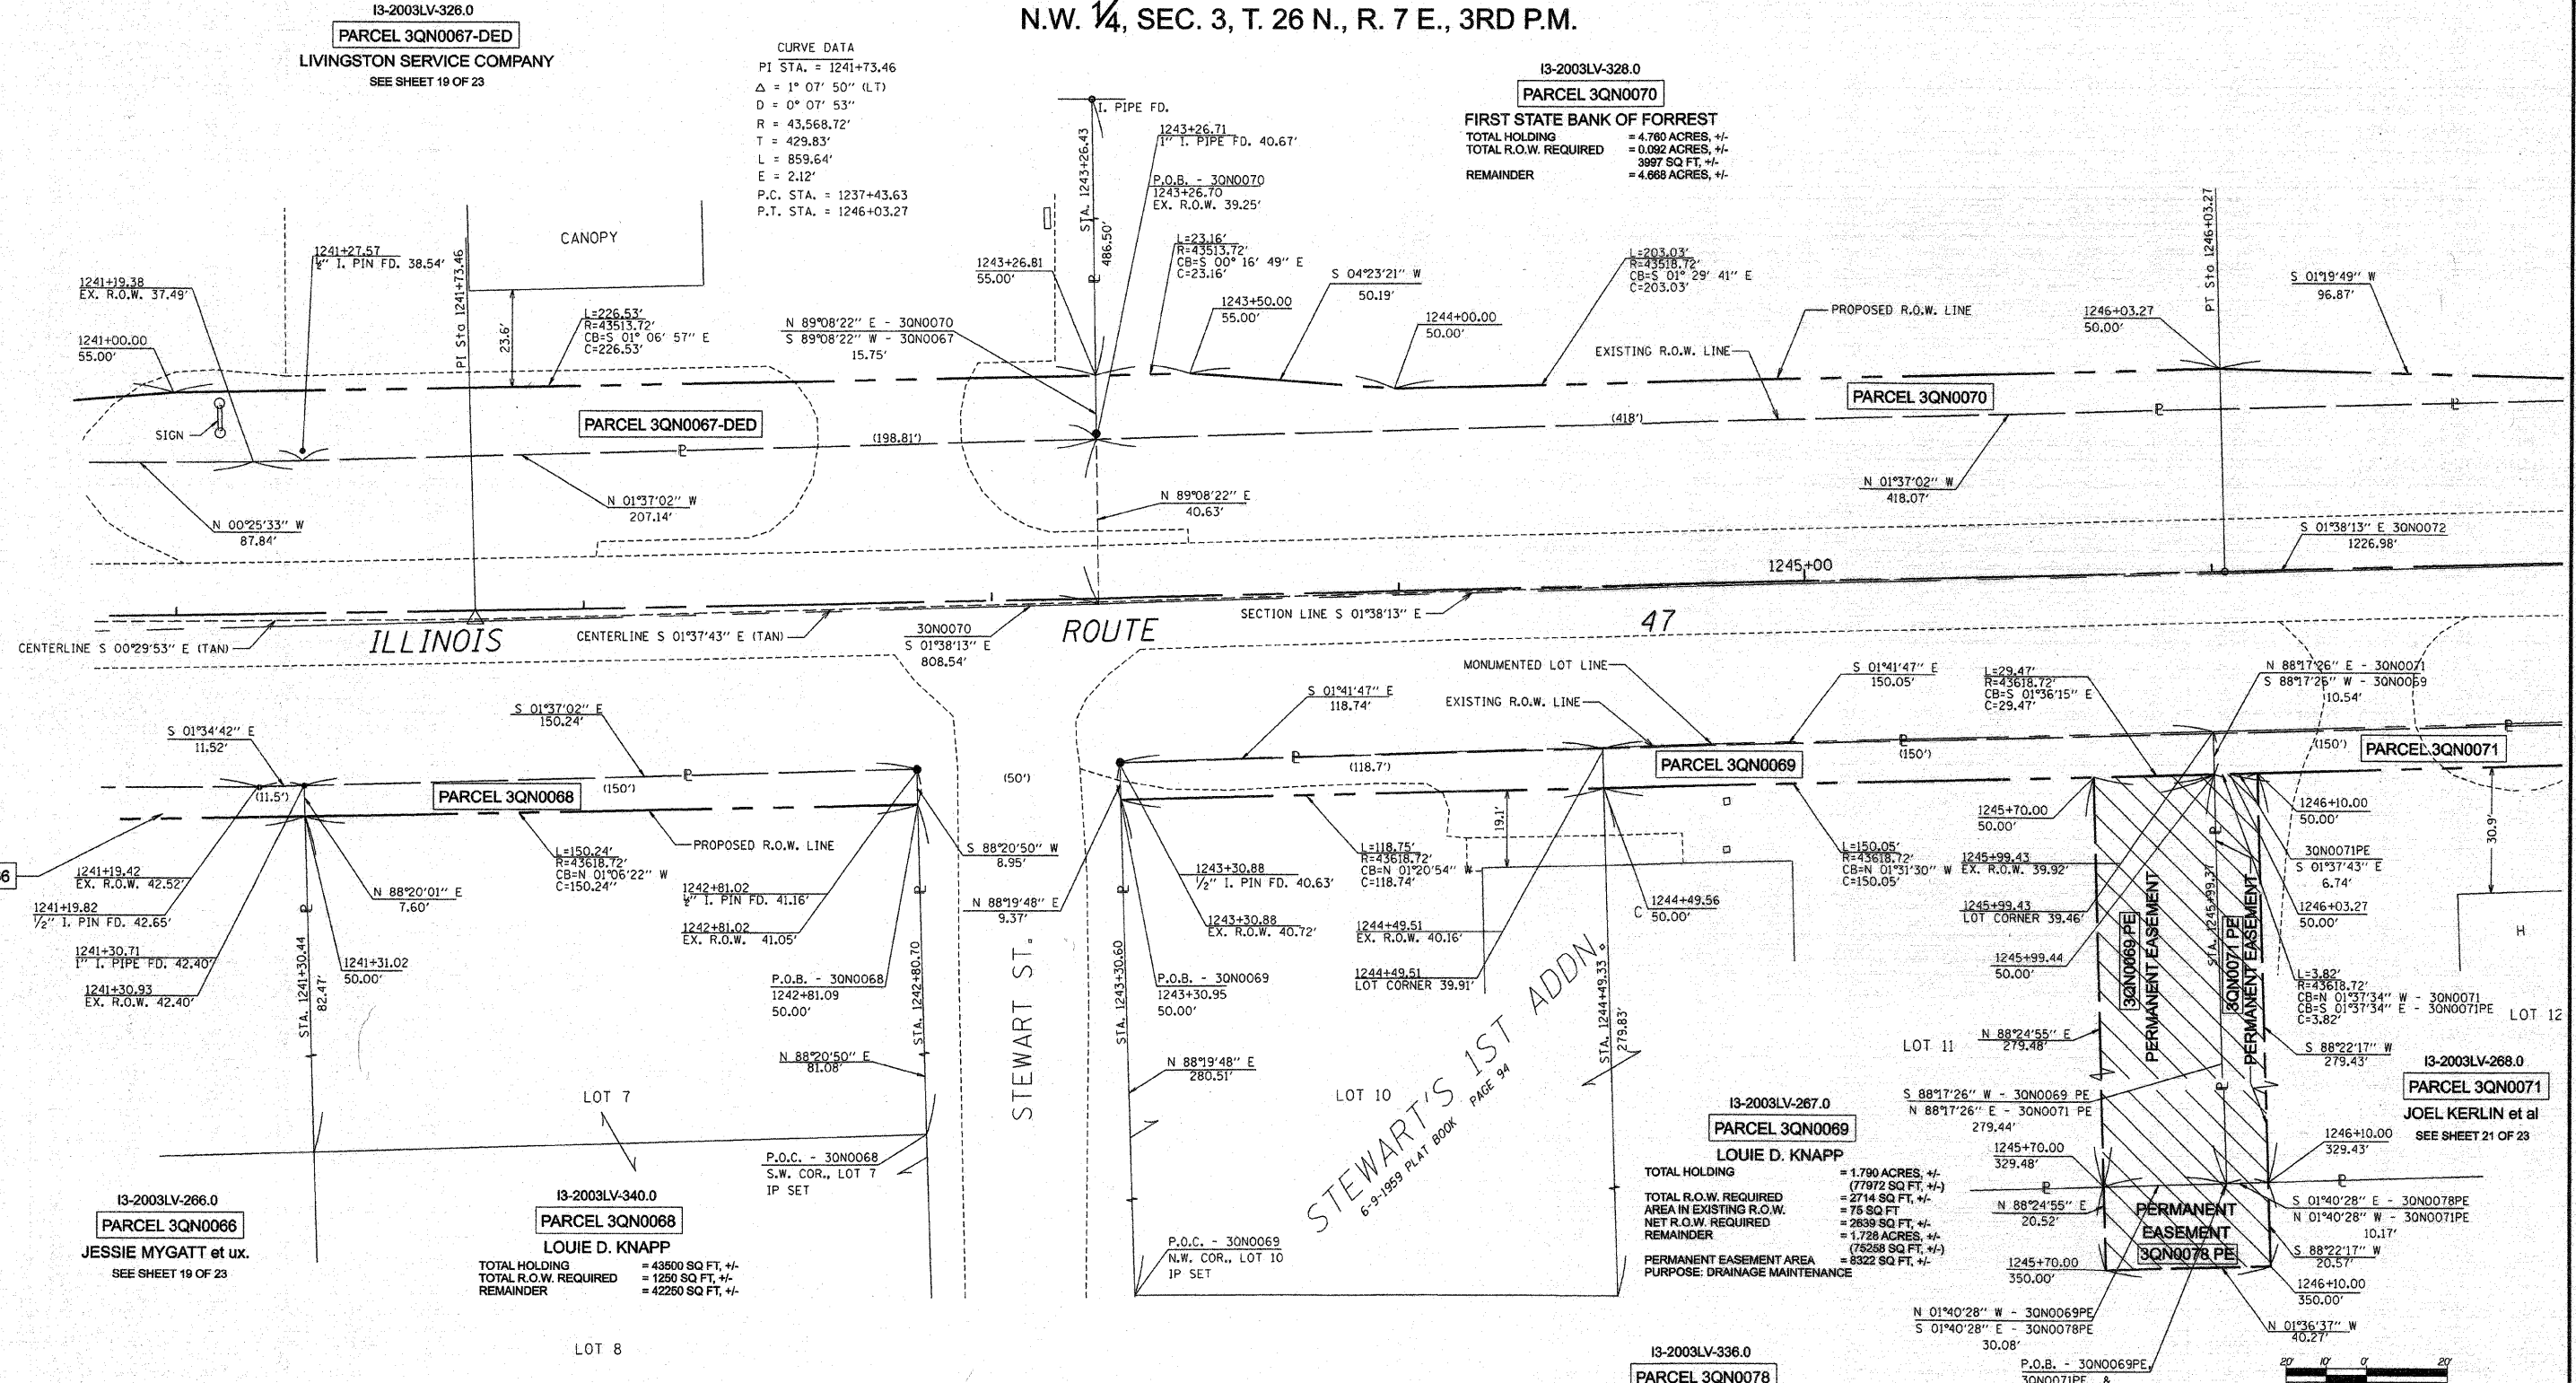 N.W. 1/4, SEC. 3, T. 26 N., R. 7 E., 3RD P.M.
I3-2003LV-326.0
PARCEL 3QN0067-DED
LIVINGSTON SERVICE COMPANY
SEE SHEET 19 OF 23
CURVE DATA
PI STA. = 1241+73.46
Δ = 1° 07' 50" (LT)
D = 0° 07' 53"
R = 43,568.72'
T = 429.83'
L = 859.64'
E = 2.12'
P.C. STA. = 1237+43.63
P.T. STA. = 1246+03.27
I3-2003LV-328.0
PARCEL 3QN0070
FIRST STATE BANK OF FORREST
TOTAL HOLDING = 4.760 ACRES, +/-
TOTAL R.O.W. REQUIRED = 0.092 ACRES, +/-
3997 SQ FT, +/-
REMAINDER = 4.668 ACRES, +/-
I. PIPE FD.
STA. 1243+26.43
486.50'
1243+26.71
1" I. PIPE FD. 40.67'
P.O.B. - 3QN0070
1243+26.70
EX. R.O.W. 39.25'
CANOPY
23.6'
1241+27.57
1/2" I. PIN FD. 38.54'
1241+19.38
EX. R.O.W. 37.49'
1241+00.00
55.00'
PI Sta 1241+73.46
L=226.53'
R=43513.72'
CB=S 01° 06' 57" E
C=226.53'
N 89°08'22" E - 3QN0070
S 89°08'22" W - 3QN0067
15.75'
1243+26.81
55.00'
L=23.16'
R=43513.72'
CB=S 00° 16' 49" E
C=23.16'
1243+50.00
55.00'
S 04°23'21" W
50.19'
1244+00.00
50.00'
L=203.03'
R=43518.72'
CB=S 01° 29' 41" E
C=203.03'
PROPOSED R.O.W. LINE
EXISTING R.O.W. LINE
1246+03.27
50.00'
PT Sta 1246+03.27
S 01°19'49" W
96.87'
SIGN
PARCEL 3QN0067-DED
(198.81')
(418')
PARCEL 3QN0070
N 00°25'33" W
87.84'
N 01°37'02" W
207.14'
N 89°08'22" E
40.63'
N 01°37'02" W
418.07'
S 01°38'13" E 3QN0072
1226.98'
1245+00
CENTERLINE S 00°29'53" E (TAN)
ILLINOIS
CENTERLINE S 01°37'43" E (TAN)
3QN0070
S 01°38'13" E
808.54'
ROUTE
SECTION LINE S 01°38'13" E
47
S 01°34'42" E
11.52'
S 01°37'02" E
150.24'
(11.5')
PARCEL 3QN0068
(150')
(50')
S 01°41'47" E
118.74'
MONUMENTED LOT LINE
EXISTING R.O.W. LINE
S 01°41'47" E
150.05'
L=29.47'
R=43618.72'
CB=S 01°36'15" E
C=29.47'
N 88°17'26" E - 3QN0071
S 88°17'26" W - 3QN0069
10.54'
(118.7')
PARCEL 3QN0069
(150')
(150')
PARCEL 3QN0071
6
1241+19.42
EX. R.O.W. 42.52'
1241+19.82
1/2" I. PIN FD. 42.65'
1241+30.71
1" I. PIPE FD. 42.40'
1241+30.93
EX. R.O.W. 42.40'
N 88°20'01" E
7.60'
1241+31.02
50.00'
STA. 1241+30.44
82.47'
L=150.24'
R=43618.72'
CB=N 01°06'22" W
C=150.24"
PROPOSED R.O.W. LINE
1242+81.02
1/2" I. PIN FD. 41.16'
1242+81.02
EX. R.O.W. 41.05'
P.O.B. - 3QN0068
1242+81.09
50.00'
STA. 1242+80.70
N 88°20'50" E
81.08'
S 88°20'50" W
8.95'
N 88°19'48" E
9.37'
STEWART ST.
STA. 1243+30.60
1243+30.88
1/2" I. PIN FD. 40.63'
1243+30.88
EX. R.O.W. 40.72'
P.O.B. - 3QN0069
1243+30.95
50.00'
N 88°19'48" E
280.51'
L=118.75'
R=43618.72'
CB=N 01°20'54" W
C=118.74'
19.1'
1244+49.51
EX. R.O.W. 40.16'
1244+49.51
LOT CORNER 39.91'
C
1244+49.56
50.00'
STA. 1244+49.33
279.83'
L=150.05'
R=43618.72'
CB=N 01°31'30" W
C=150.05'
1245+70.00
50.00'
1245+99.43
EX. R.O.W. 39.92'
1245+99.43
LOT CORNER 39.46'
1245+99.44
50.00'
3QN0069 PE
PERMANENT EASEMENT
STA. 1245+99.37
3QN0071 PE
PERMANENT EASEMENT
1246+10.00
50.00'
3QN0071PE
S 01°37'43" E
6.74'
1246+03.27
50.00'
L=3.82'
R=43618.72'
CB=N 01°37'34" W - 3QN0071
CB=S 01°37'34" E - 3QN0071PE
C=3.82'
30.9'
H
LOT 12
LOT 11
N 88°24'55" E
279.48'
S 88°22'17" W
279.43'
S 88°17'26" W - 3QN0069 PE
N 88°17'26" E - 3QN0071 PE
279.44'
I3-2003LV-268.0
PARCEL 3QN0071
JOEL KERLIN et al
SEE SHEET 21 OF 23
LOT 7
P.O.C. - 3QN0068
S.W. COR., LOT 7
IP SET
LOT 10
STEWART'S 1ST ADDN.
6-9-1959 PLAT BOOK PAGE 94
P.O.C. - 3QN0069
N.W. COR., LOT 10
IP SET
I3-2003LV-267.0
PARCEL 3QN0069
LOUIE D. KNAPP
TOTAL HOLDING = 1.790 ACRES, +/-
(77972 SQ FT, +/-)
TOTAL R.O.W. REQUIRED = 2714 SQ FT, +/-
AREA IN EXISTING R.O.W. = 75 SQ FT
NET R.O.W. REQUIRED = 2639 SQ FT, +/-
REMAINDER = 1.728 ACRES, +/-
(75258 SQ FT, +/-)
PERMANENT EASEMENT AREA = 8322 SQ FT, +/-
PURPOSE: DRAINAGE MAINTENANCE
1245+70.00
329.48'
N 88°24'55" E
20.52'
1245+70.00
350.00'
1246+10.00
329.43'
S 01°40'28" E - 3QN0078PE
N 01°40'28" W - 3QN0071PE
10.17'
S 88°22'17" W
20.57'
1246+10.00
350.00'
PERMANENT
EASEMENT
3QN0078 PE
N 01°40'28" W - 3QN0069PE
S 01°40'28" E - 3QN0078PE
30.08'
N 01°36'37" W
40.27'
P.O.B. - 3QN0069PE,
3QN0071PE, &
I3-2003LV-266.0
PARCEL 3QN0066
JESSIE MYGATT et ux.
SEE SHEET 19 OF 23
I3-2003LV-340.0
PARCEL 3QN0068
LOUIE D. KNAPP
TOTAL HOLDING = 43500 SQ FT, +/-
TOTAL R.O.W. REQUIRED = 1250 SQ FT, +/-
REMAINDER = 42250 SQ FT, +/-
LOT 8
I3-2003LV-336.0
PARCEL 3QN0078
20' 10' 0' 20'